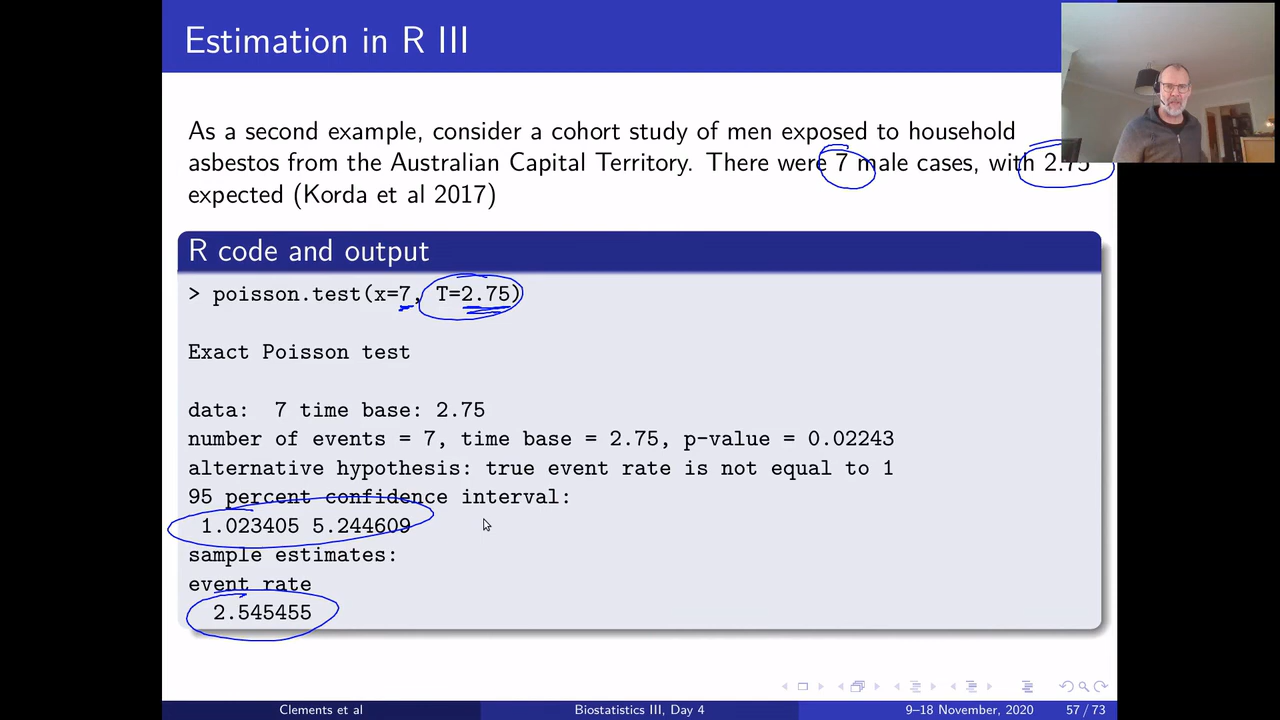 Estimation in R III
As a second example, consider a cohort study of men exposed to household
asbestos from the Australian Capital Territory. There were 7 male cases, with 2.75
expected (Korda et al 2017)
R code and output
> poisson.test(x=7, T=2.75)
Exact Poisson test
data: 7 time base: 2.75
number of events = 7, time base = 2.75, p-value = 0.02243
alternative hypothesis: true event rate is not equal to 1
95 percent confidence interval:
1.023405 5.244609
sample estimates:
event rate
2.545455
Clements et al Biostatistics III, Day 4 9–18 November, 2020 57 / 73